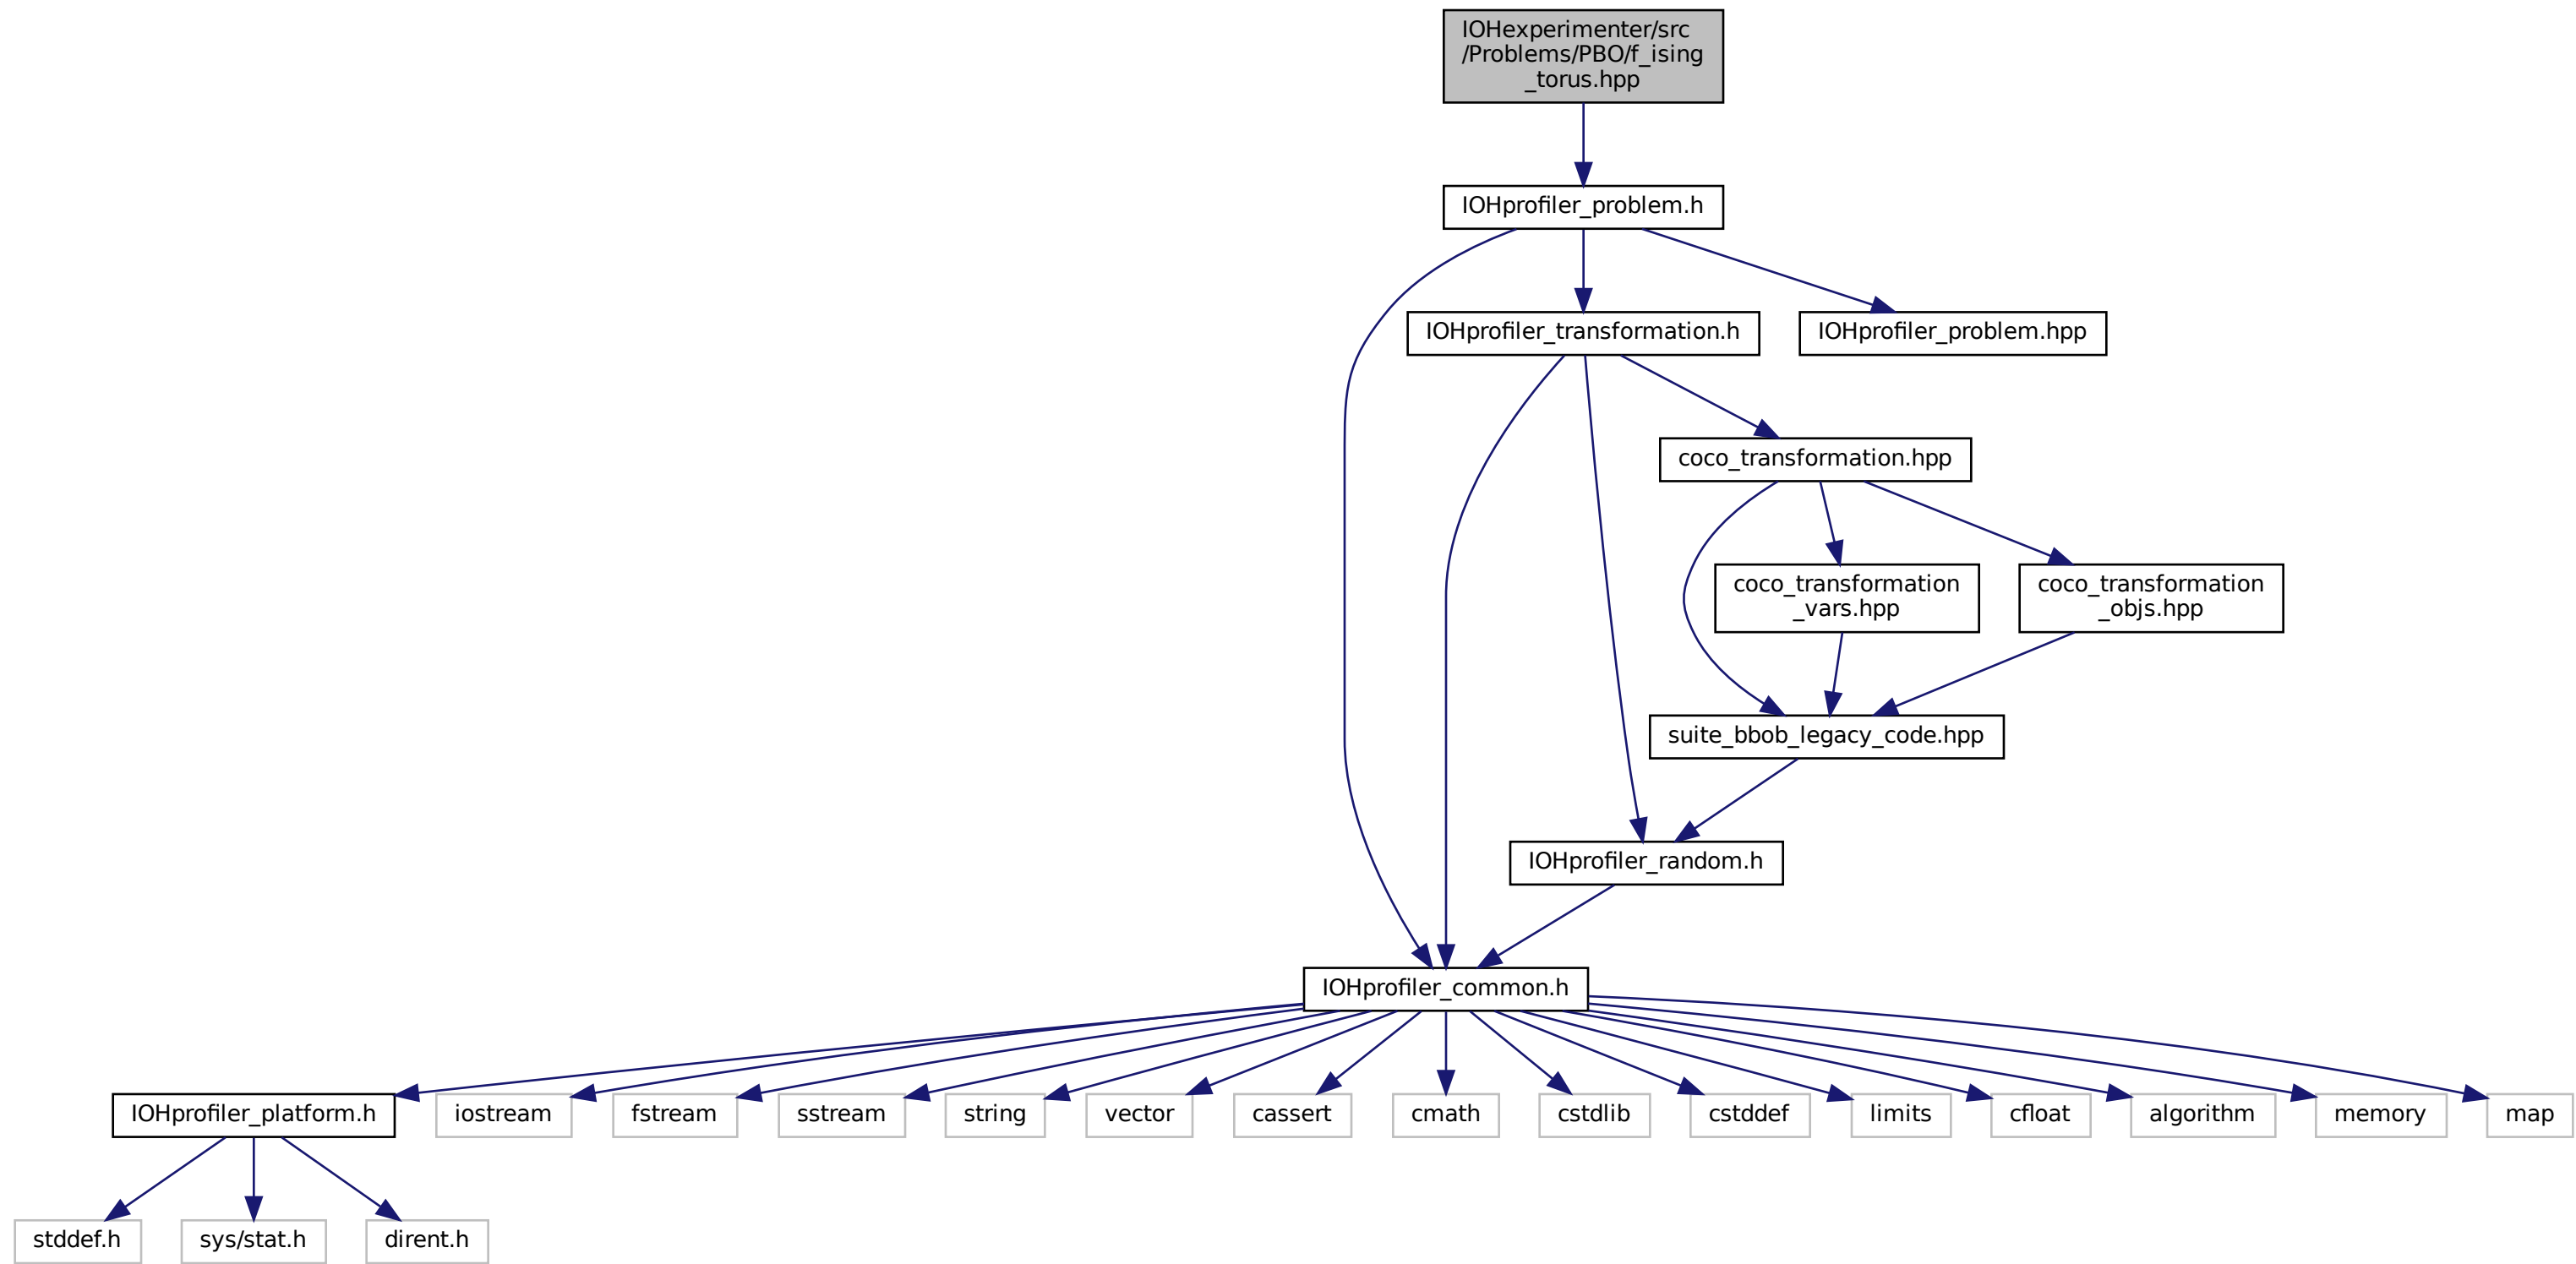 IOHexperimenter/src
/Problems/PBO/f_ising
_torus.hpp
IOHprofiler_problem.h
IOHprofiler_transformation.h
IOHprofiler_problem.hpp
coco_transformation.hpp
coco_transformation
_vars.hpp
coco_transformation
_objs.hpp
suite_bbob_legacy_code.hpp
IOHprofiler_random.h
IOHprofiler_common.h
IOHprofiler_platform.h
iostream
fstream
sstream
string
vector
cassert
cmath
cstdlib
cstddef
limits
cfloat
algorithm
memory
map
stddef.h
sys/stat.h
dirent.h